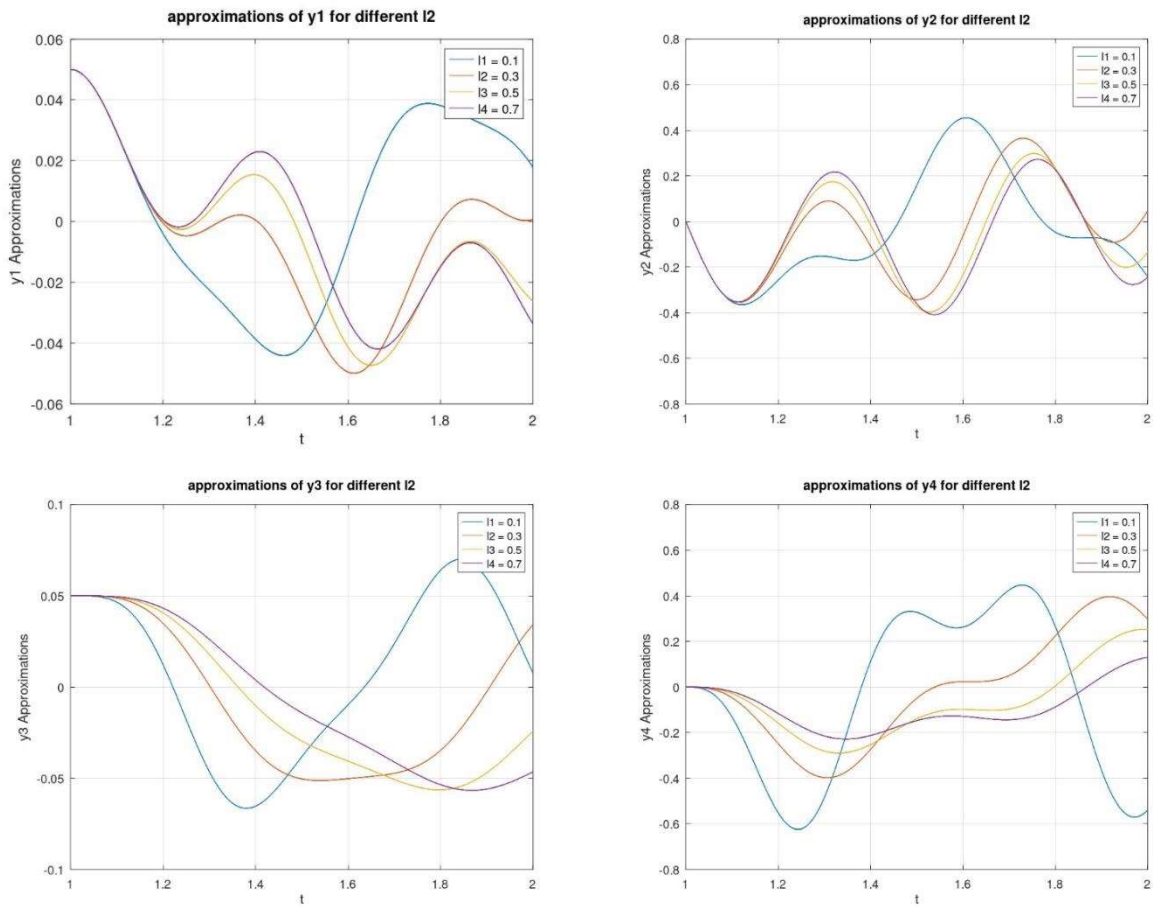 approximations of y1 for different l2
0.06
0.04
0.02
0
-0.02
-0.04
-0.06
y1 Approximations
l1 = 0.1
l2 = 0.3
l3 = 0.5
l4 = 0.7
1
1.2
1.4
1.6
1.8
2
t
approximations of y2 for different l2
0.8
0.6
0.4
0.2
0
-0.2
-0.4
-0.6
-0.8
y2 Approximations
l1 = 0.1
l2 = 0.3
l3 = 0.5
l4 = 0.7
1
1.2
1.4
1.6
1.8
2
t
approximations of y3 for different l2
0.1
0.05
0
-0.05
-0.1
y3 Approximations
l1 = 0.1
l2 = 0.3
l3 = 0.5
l4 = 0.7
1
1.2
1.4
1.6
1.8
2
t
approximations of y4 for different l2
0.8
0.6
0.4
0.2
0
-0.2
-0.4
-0.6
-0.8
y4 Approximations
l1 = 0.1
l2 = 0.3
l3 = 0.5
l4 = 0.7
1
1.2
1.4
1.6
1.8
2
t